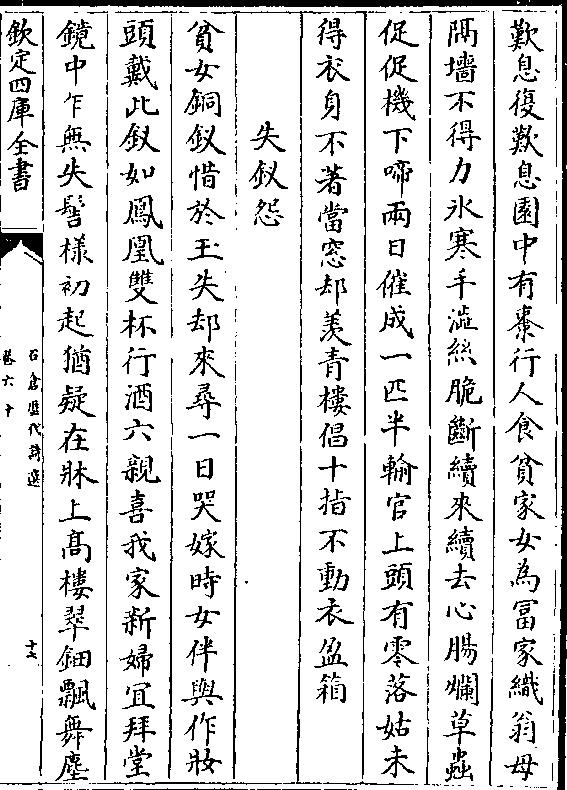 歎息復歎息園中有棗行人食貧家女為冨家織翁母
隔墻不得力氷寒手澁絲脆斷續來續去心腸爛草蟲
促促機下啼兩日催成一匹半輸官上頭有零落姑未
得衣身不著當窓却羨青樓倡十指不動衣盈箱
失釵怨
貧女銅釵惜於玉失却來尋一日哭嫁時女伴與作妝
頭戴此釵如鳳凰雙杯行酒六親喜我家新婦宜拜堂
鏡中乍無失髻樣初起猶疑在牀上髙樓翠鈿飄舞塵
欽定四庫全書
石倉歴代詩選
卷六十
十五